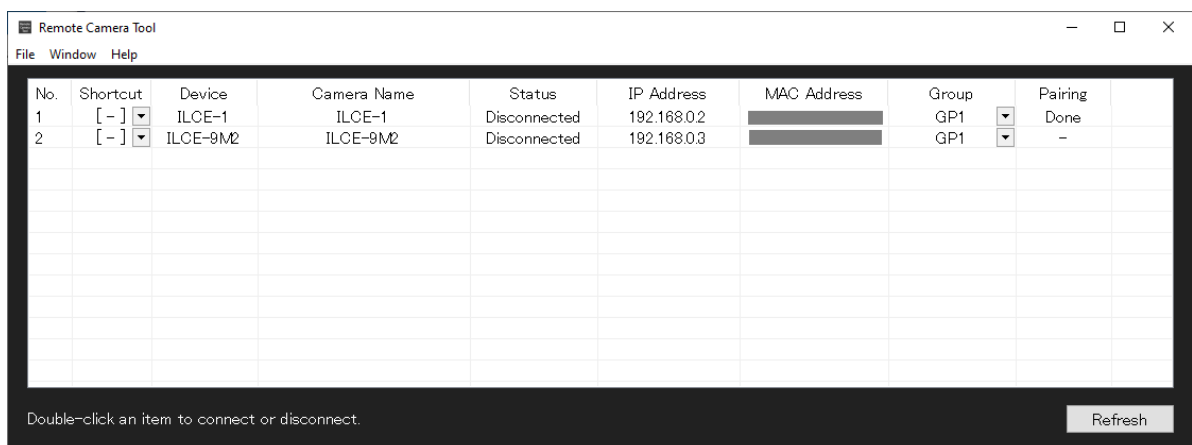 Remote Camera Tool
File Window Help
No. Shortcut Device Camera Name Status IP Address MAC Address Group Pairing
1 [-] ILCE-1 ILCE-1 Disconnected 192.168.0.2 GP1 Done
2 [-] ILCE-9M2 ILCE-9M2 Disconnected 192.168.0.3 GP1 -
Double-click an item to connect or disconnect.
Refresh